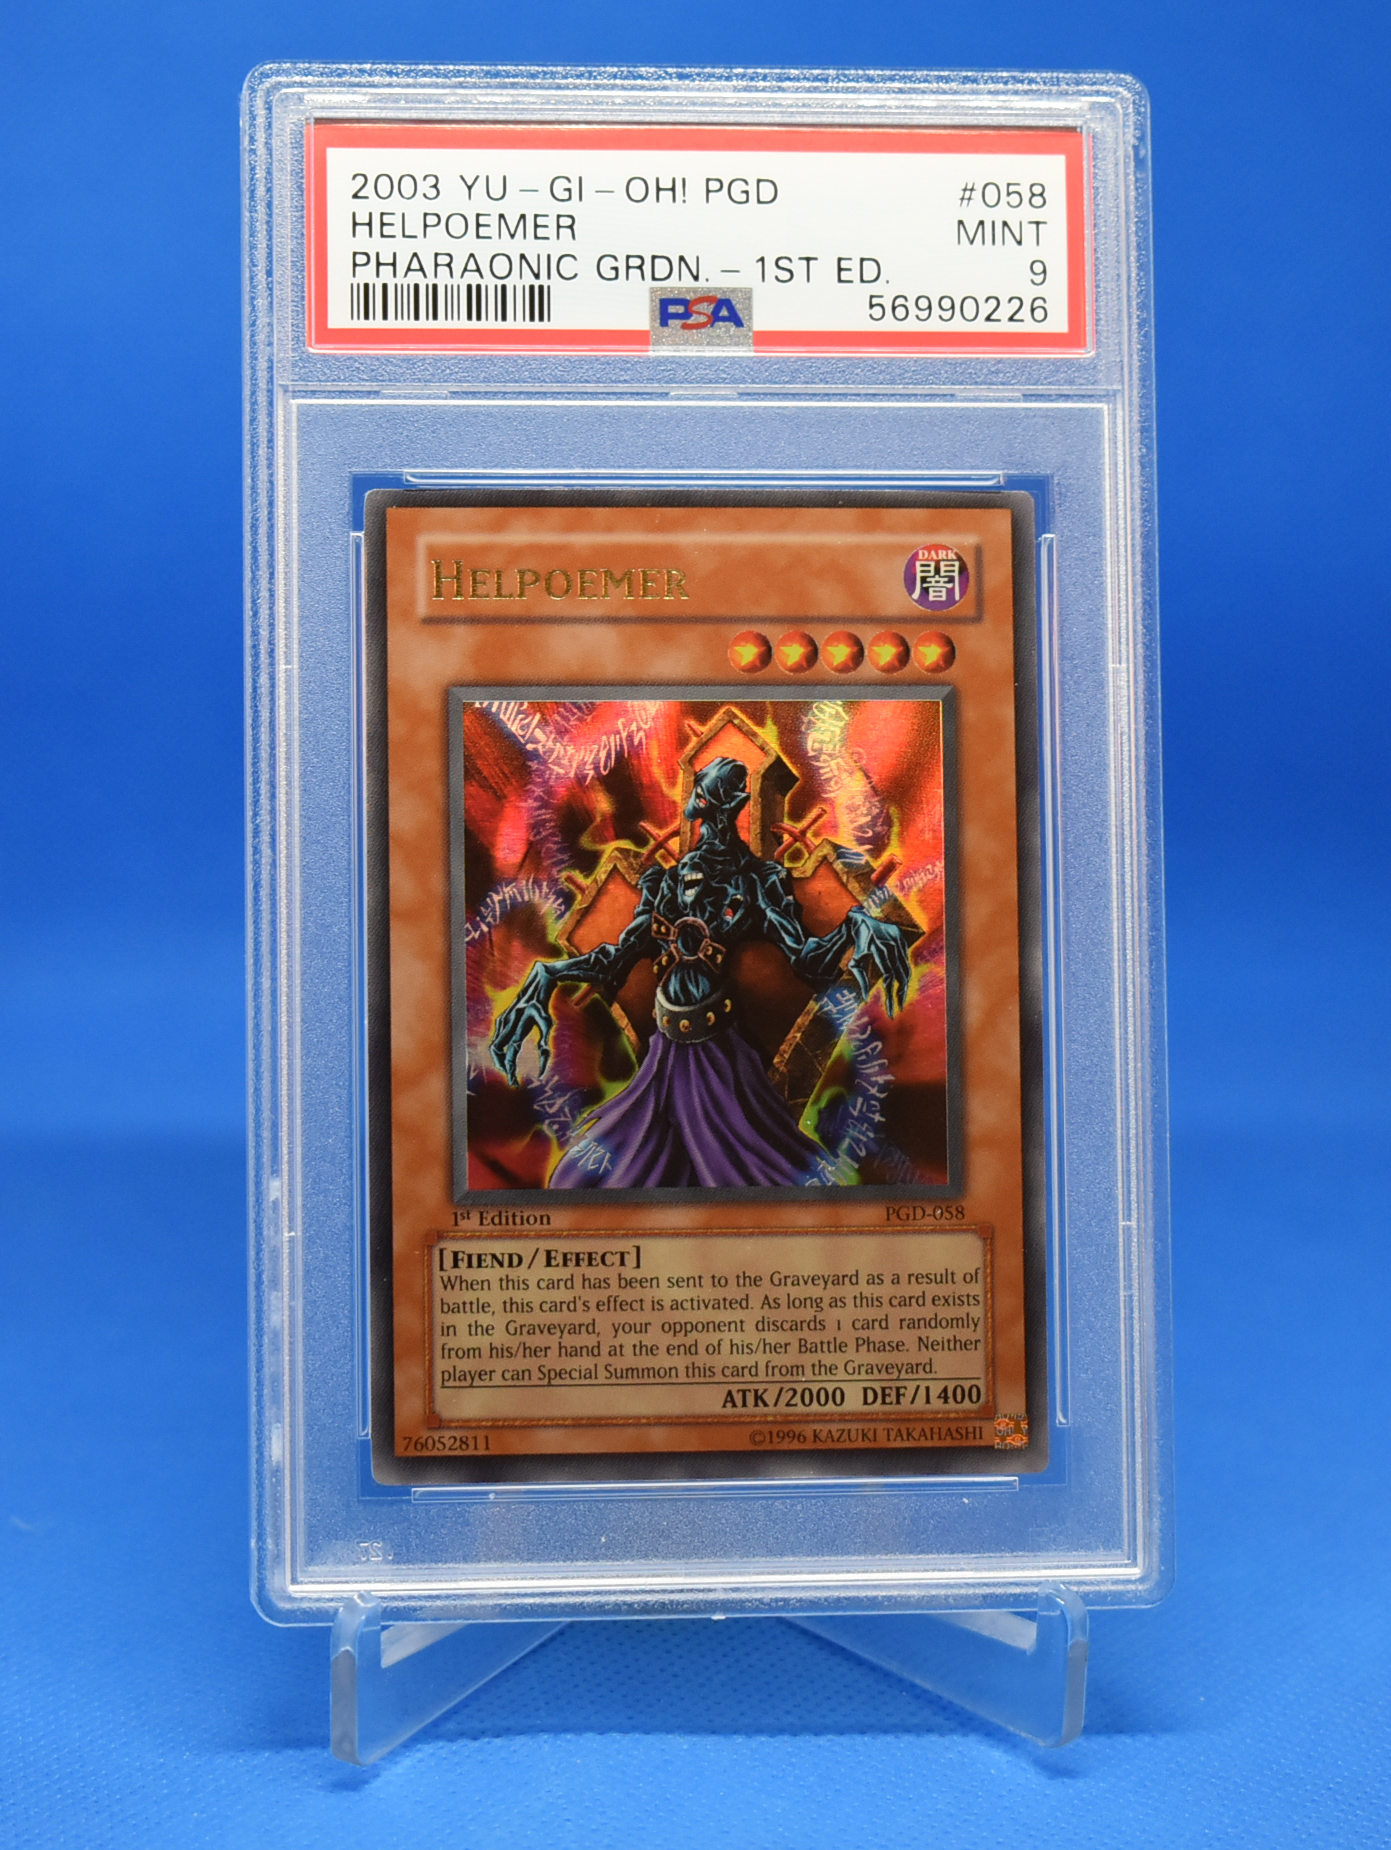 2003 YU-GI-OH! PGD #058
HELPOEMER MINT
PHARAONIC GRDN.-1ST ED. 9
PSA 56990226
HELPOEMER
DARK
闇
1st Edition PGD-058
[FIEND/EFFECT]
When this card has been sent to the Graveyard as a result of
battle, this card's effect is activated. As long as this card exists
in the Graveyard, your opponent discards 1 card randomly
from his/her hand at the end of his/her Battle Phase. Neither
player can Special Summon this card from the Graveyard.
ATK/2000 DEF/1400
76052811 ©1996 KAZUKI TAKAHASHI